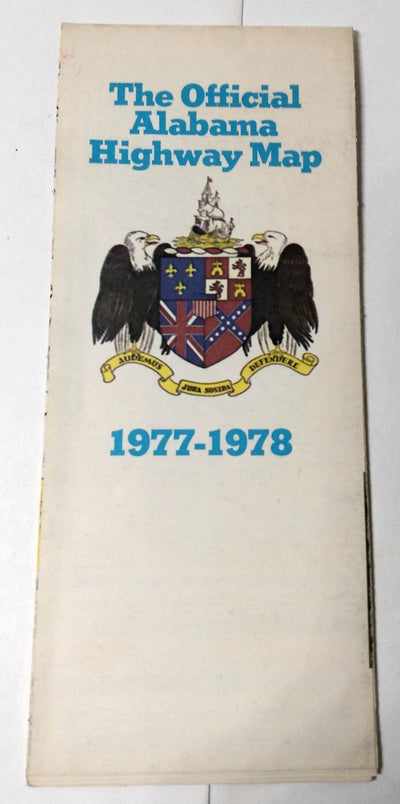 The Official
Alabama
Highway Map
AUDEMUS JURA NOSTRA DEFENDERE
1977-1978